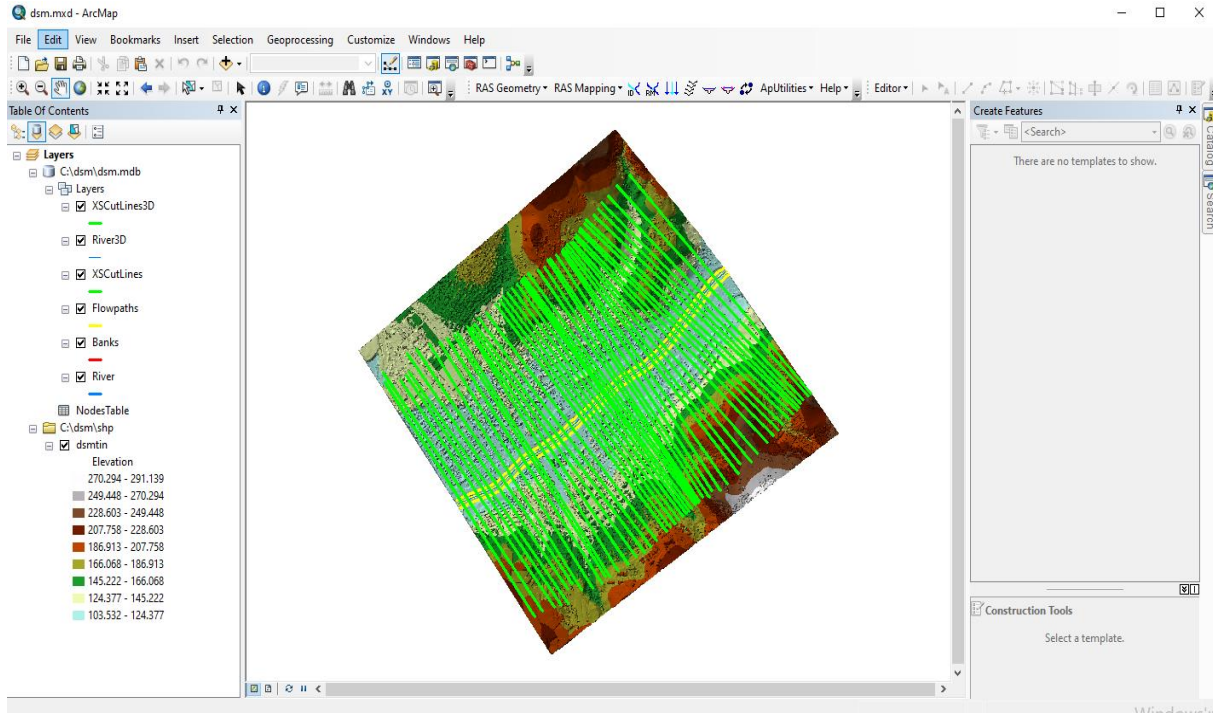 dsm.mxd - ArcMap
File Edit View Bookmarks Insert Selection Geoprocessing Customize Windows Help
RAS Geometry RAS Mapping ApUtilities Help Editor
Table Of Contents
Layers
C:\dsm\dsm.mdb
Layers
XSCutLines3D
River3D
XSCutLines
Flowpaths
Banks
River
NodesTable
C:\dsm\shp
dsmtin
Elevation
270.294 - 291.139
249.448 - 270.294
228.603 - 249.448
207.758 - 228.603
186.913 - 207.758
166.068 - 186.913
145.222 - 166.068
124.377 - 145.222
103.532 - 124.377
Create Features
<Search>
There are no templates to show.
Construction Tools
Select a template.
Catalog
Search